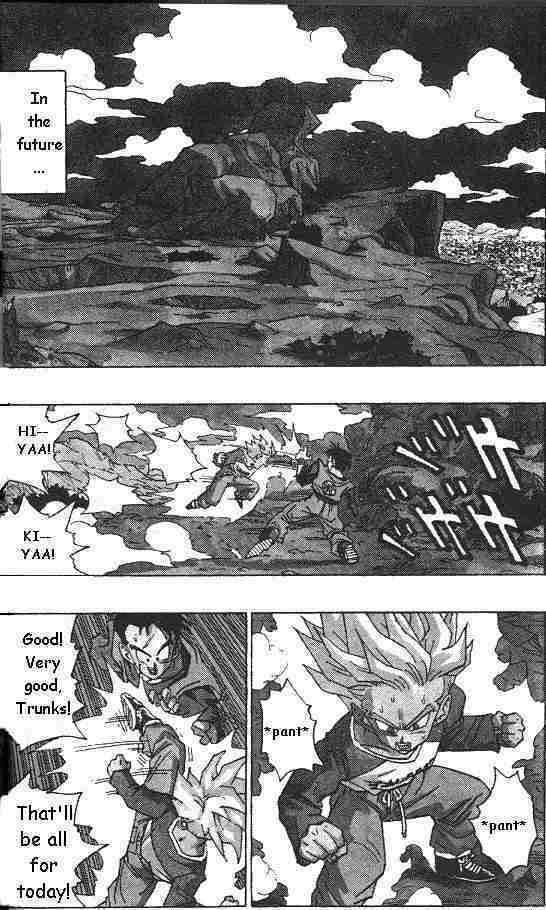 In
the
future
...
HI--
YAA!
KI--
YAA!
*pant*
*pant*
Good!
Very
good,
Trunks!
That'll
be all
for
today!